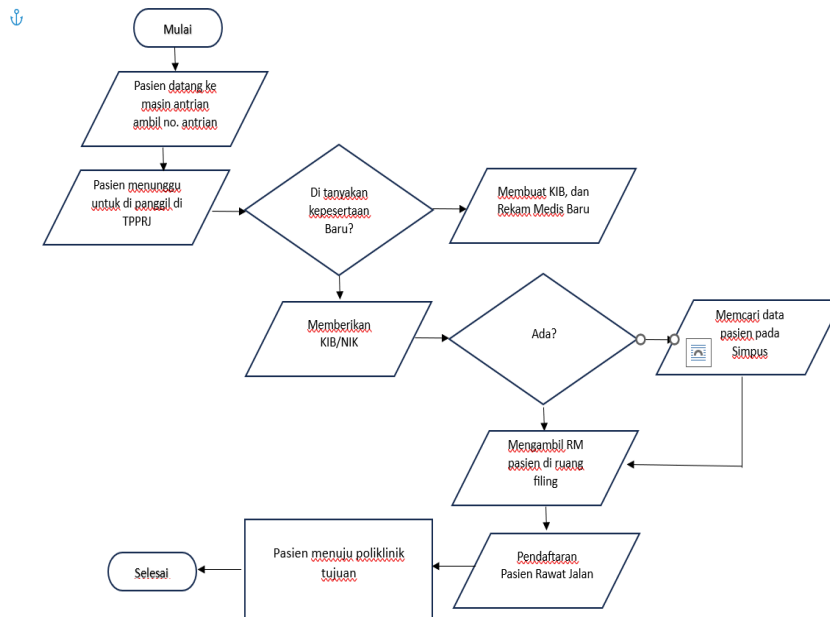 Mulai
Pasien datang ke
masin antrian
ambil no. antrian
Pasien menunggu
untuk di panggil di
TPPRJ
Di tanyakan
kepesertaan
Baru?
Membuat KIB, dan
Rekam Medis Baru
Memberikan
KIB/NIK
Ada?
Memcari data
pasien pada
Simpus
Mengambil RM
pasien di ruang
filing
Pendaftaran
Pasien Rawat Jalan
Pasien menuju poliklinik
tujuan
Selesai